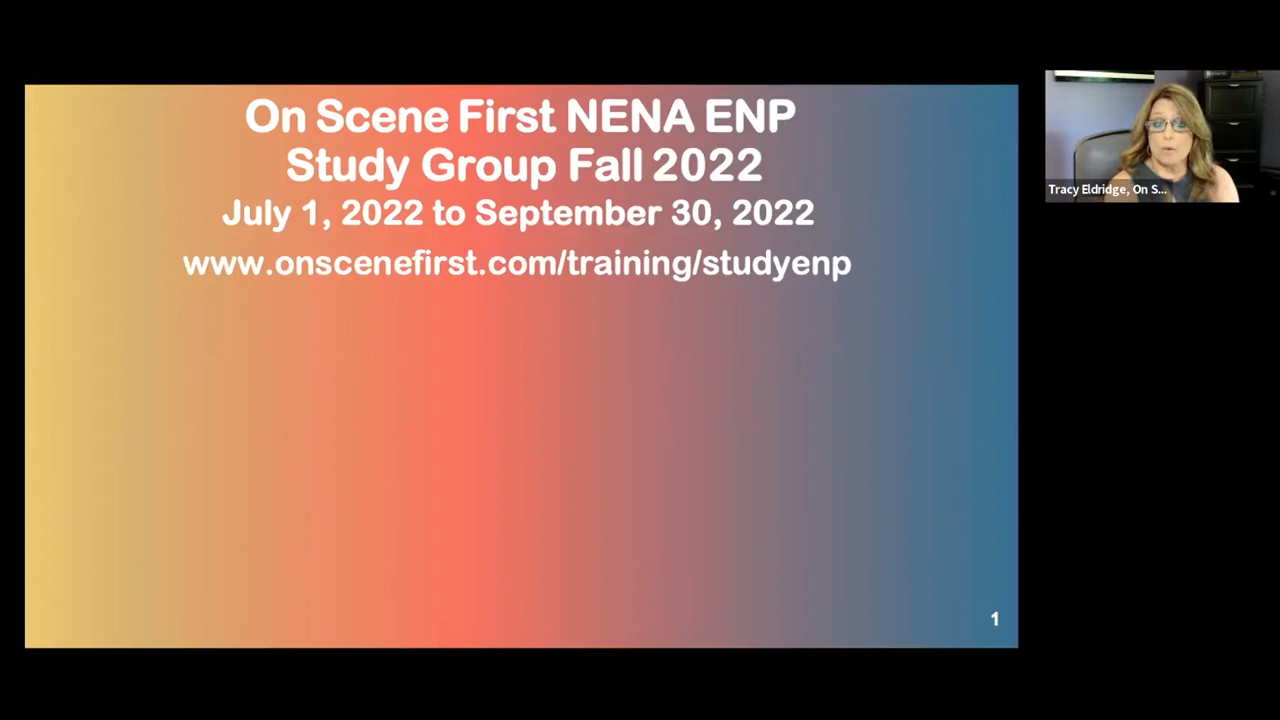 On Scene First NENA ENP
Study Group Fall 2022
July 1, 2022 to September 30, 2022
www.onscenefirst.com/training/studyenp
1
Tracy Eldridge, On S...